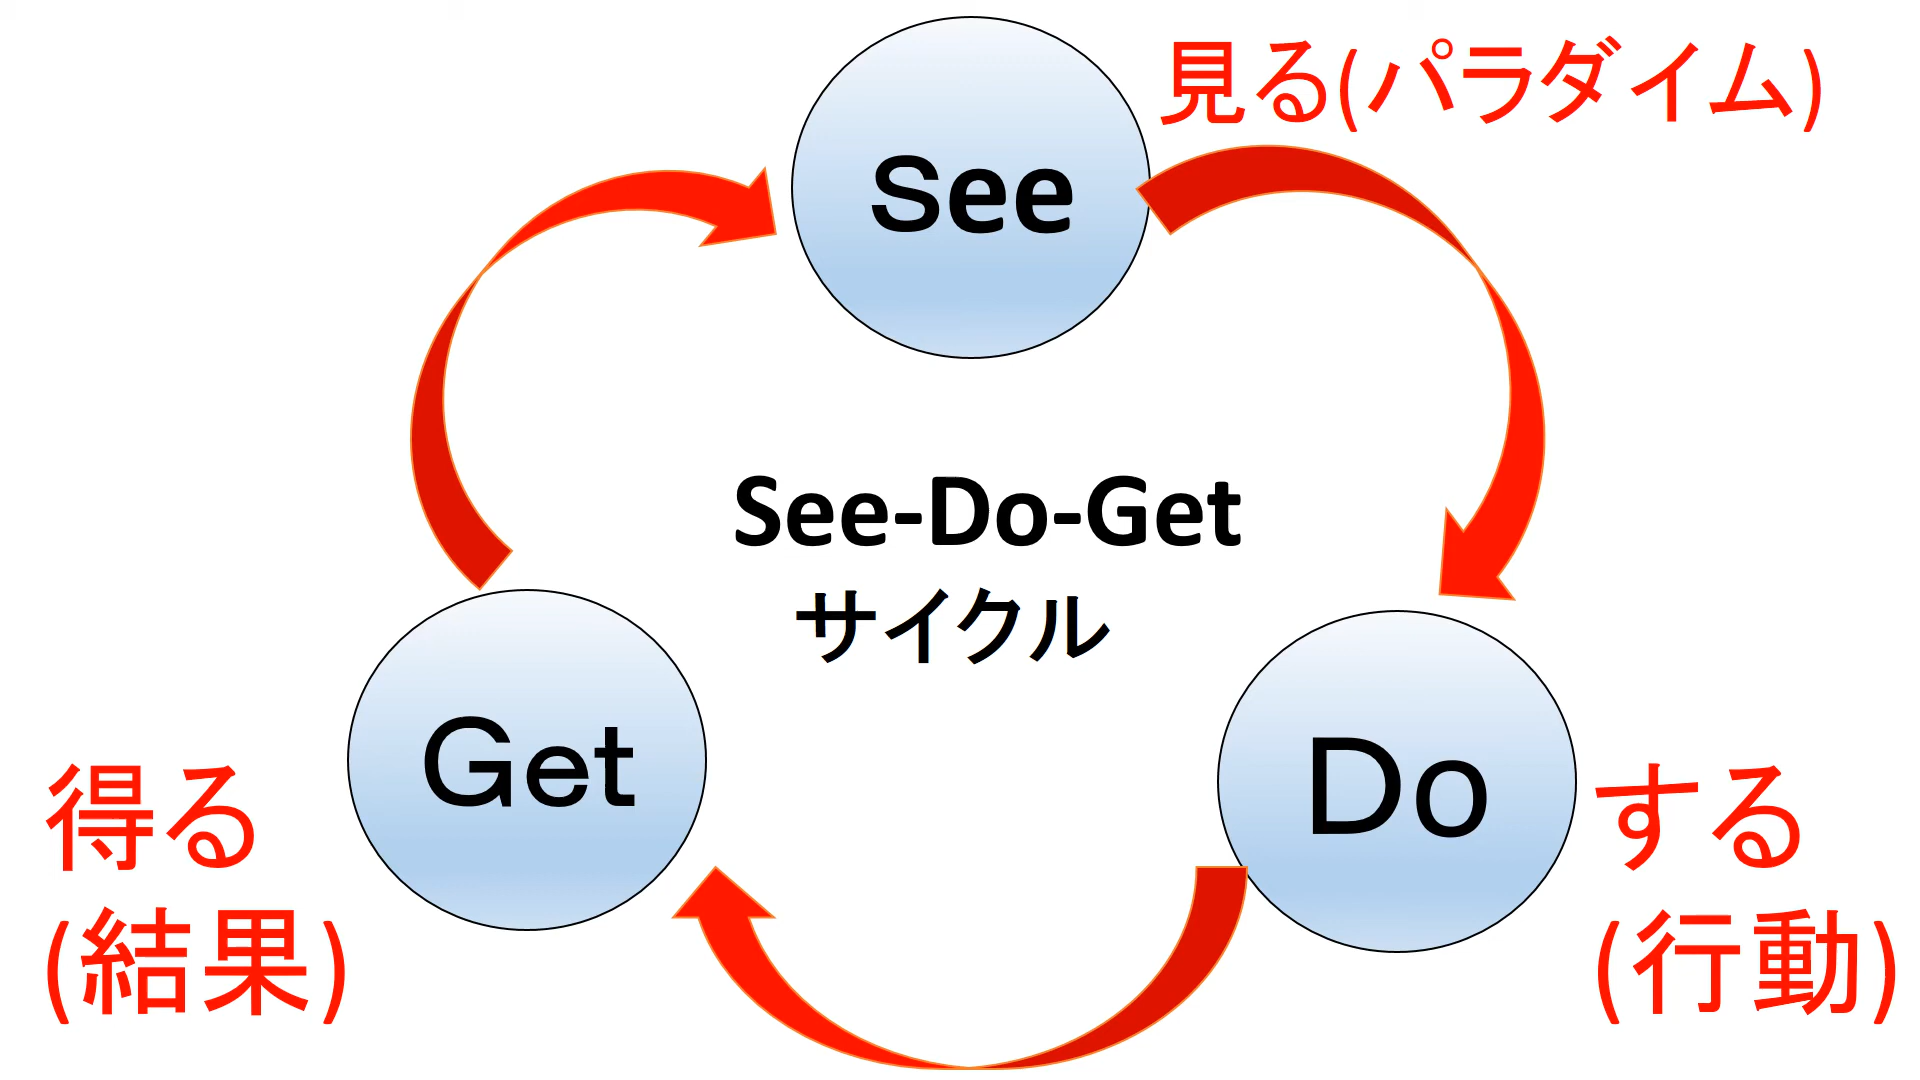 See
見る(パラダイム)
See-Do-Get
サイクル
Get
得る
(結果)
Do
する
(行動)